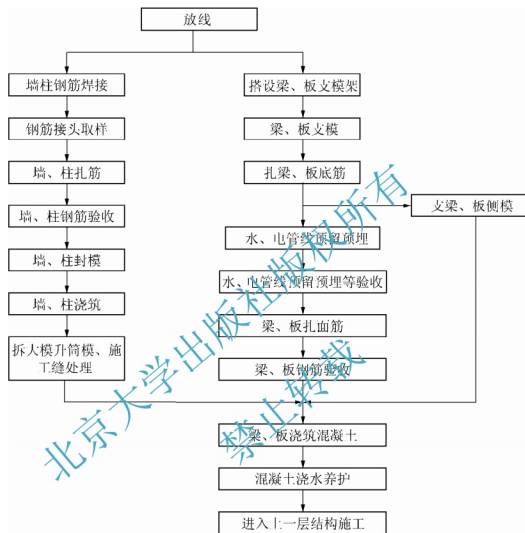 放线
墙柱钢筋焊接
钢筋接头取样
墙、柱扎筋
墙、柱钢筋验收
墙、柱封模
墙、柱浇筑
拆大模升筒模、施
工缝处理
搭设梁、板支模架
梁、板支模
扎梁、板底筋
支梁、板侧模
水、电管线预留预埋
水、电管线预留预埋等验收
梁、板扎面筋
梁、板钢筋验收
梁、板浇筑混凝土
混凝土浇水养护
进入上一层结构施工
北京大学出版社版权所有
禁止转载